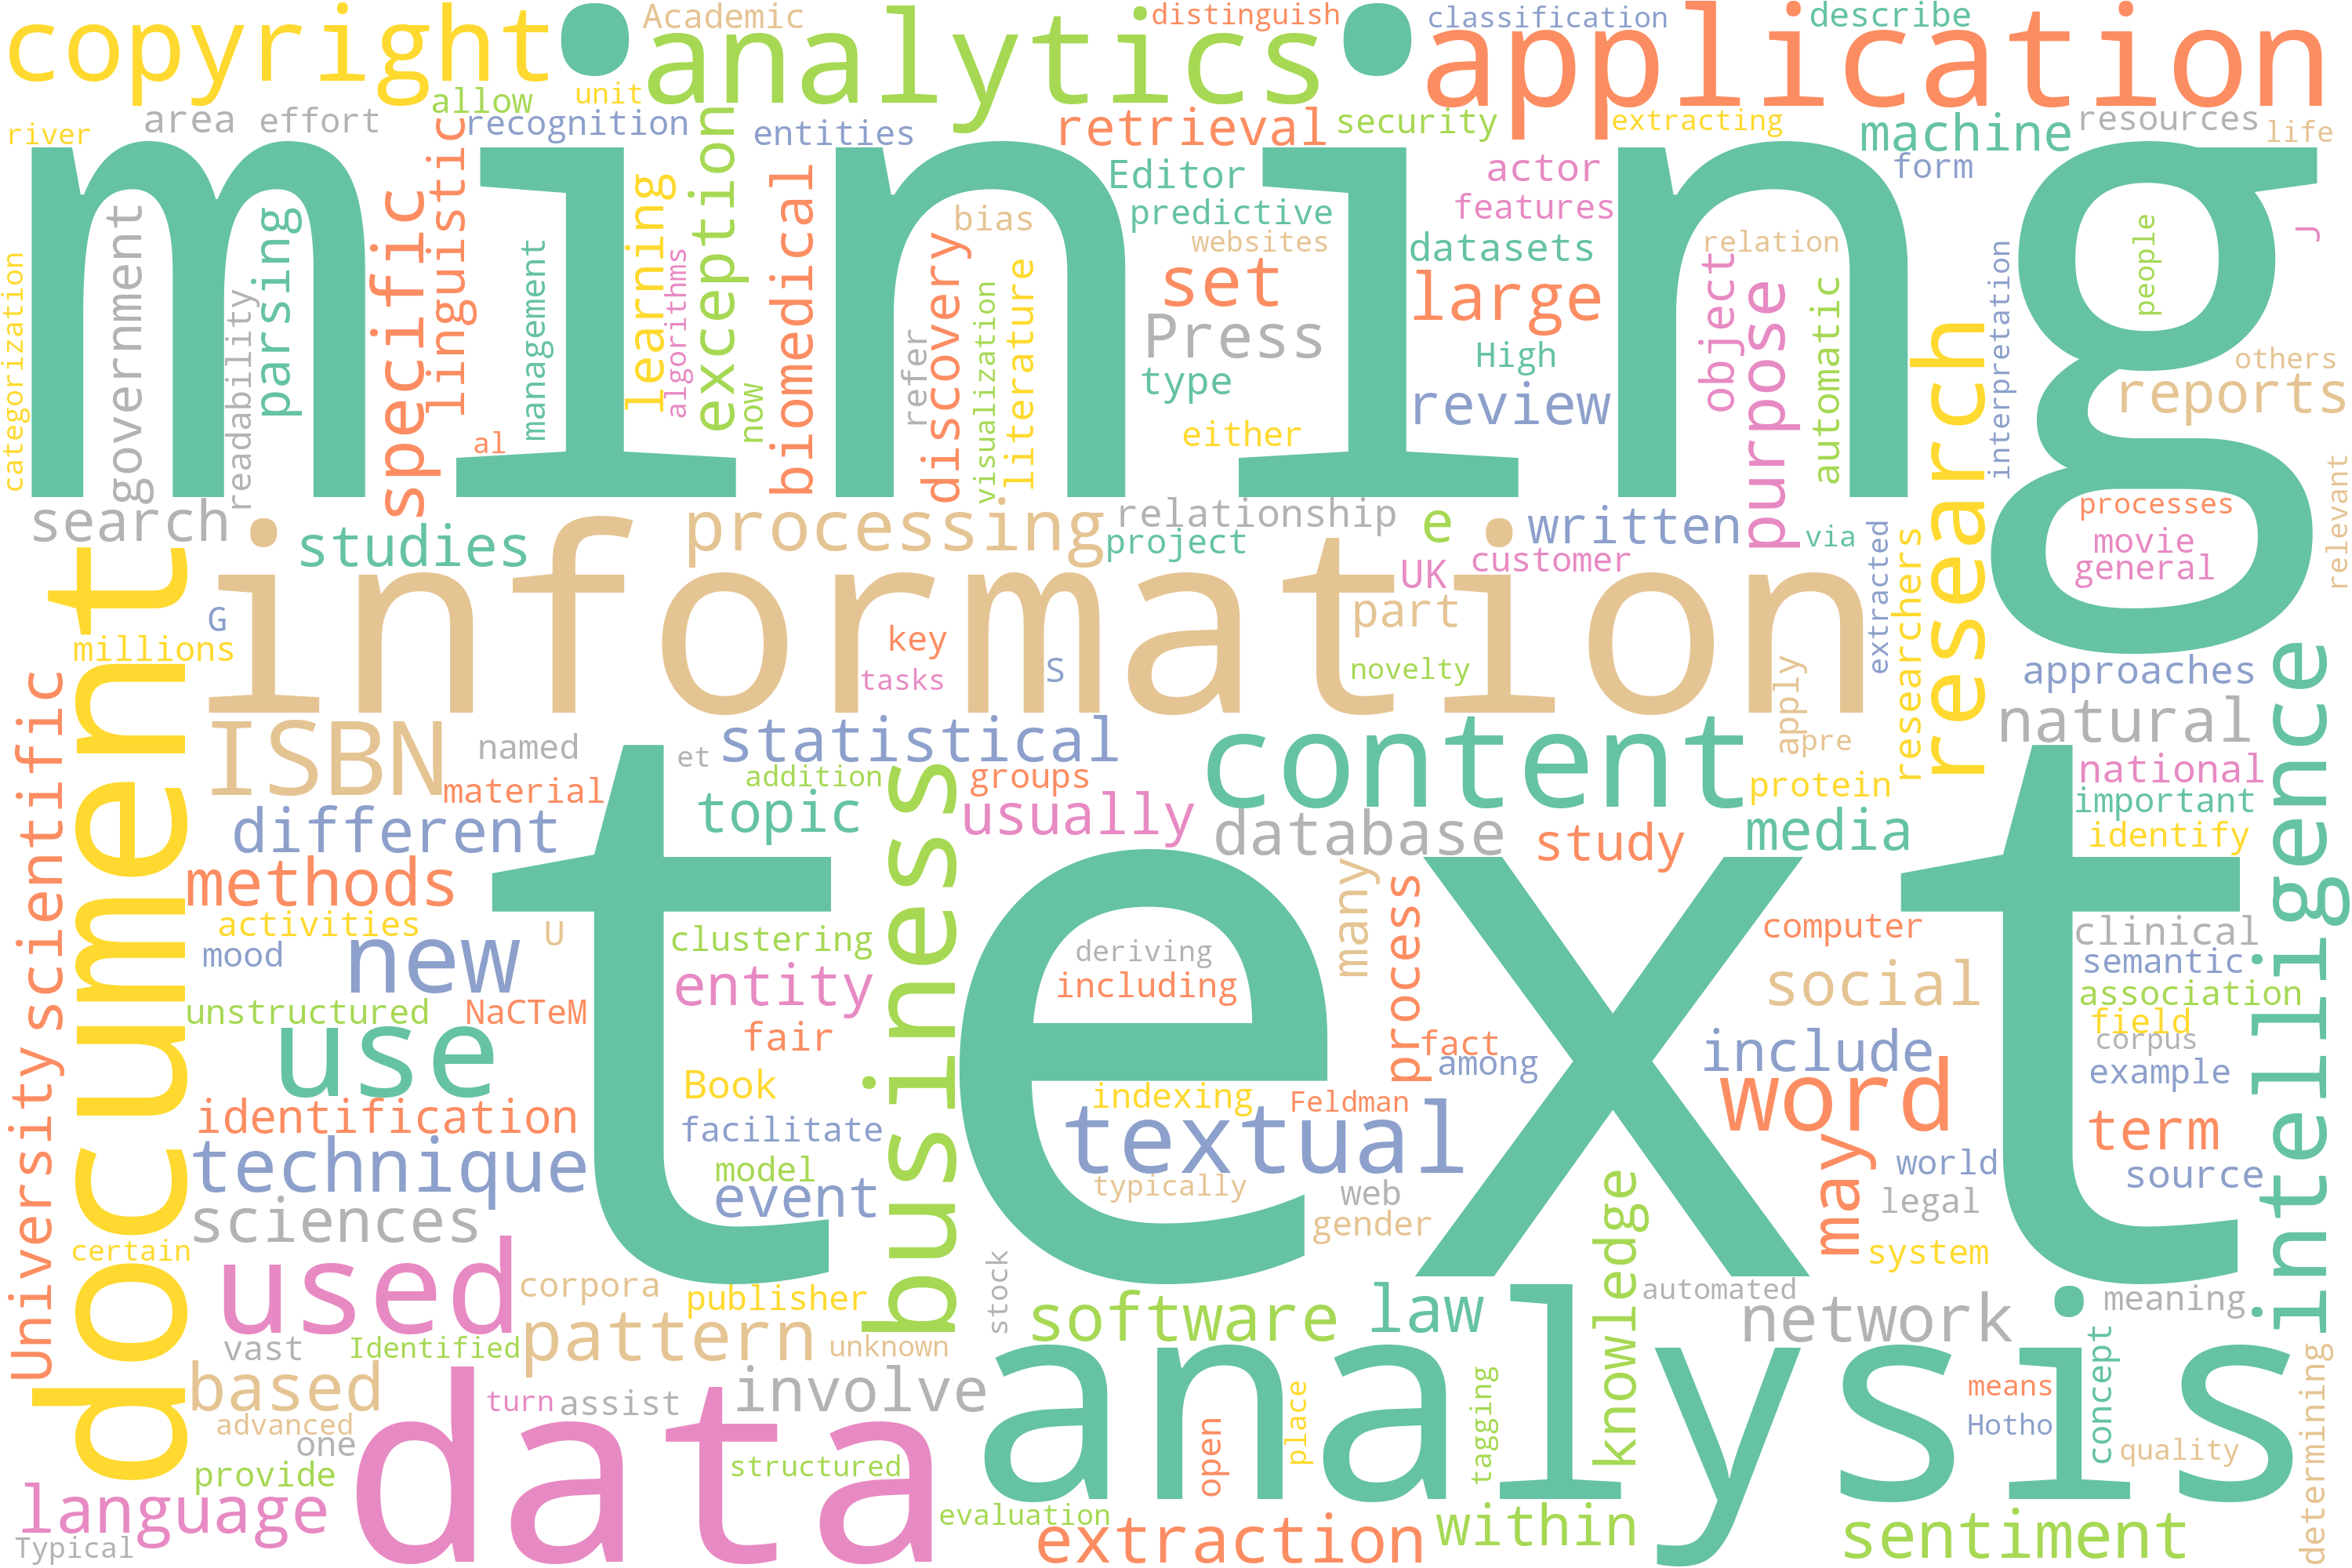 copyright
Academic
analytics
distinguish
classification
describe
application
unit
allow
river
area
effort
recognition
entities
retrieval
security
extracting
machine
resources
life
form
mining
categorization
government
readability
parsing
specific
linguistic
management
al
learning
algorithms
exception
now
biomedical
refer
discovery
bias
visualization
literature
Editor
predictive
websites
set
Press
type
either
actor
features
datasets
large
High
review
relation
object
purpose
automatic
research
interpretation
people
J
others
reports
relevant
processes
movie
general
search
studies
processing
relationship
project
e
written
customer
UK
via
extracted
researchers
information
G
millions
key
tasks
S
part
novelty
approaches
natural
apply
pre
document
scientific
University
ISBN
named
material
et
statistical
addition
groups
topic
usually
content
database
study
protein
media
national
important
identify
intelligence
different
methods
activities
mood
new
U
unstructured
NaCTeM
use
text
clustering
entity
fair
Book
facilitate
model
event
business
deriving
including
indexing
Feldman
textual
typically
web
gender
many
process
fact
among
computer
social
include
word
may
world
legal
system
clinical
semantic
association
field
corpus
example
term
source
identification
technique
sciences
certain
used
corpora
publisher
vast
Identified
pattern
unknown
stock
software
law
knowledge
automated
network
meaning
based
advanced
one
provide
language
Typical
turn
assist
involve
data
structured
evaluation
analysis
open
place
tagging
means
Hotho
concept
quality
determining
extraction
within
sentiment